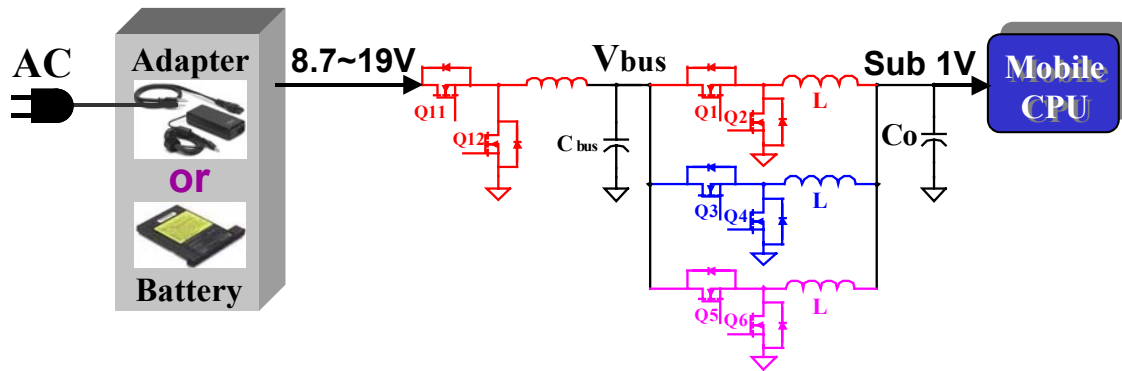 AC
Adapter
or
Battery
8.7~19V
Q11
Q12
Vbus
C bus
Q1
Q2
L
Q3
Q4
L
Q5
Q6
L
Sub 1V
Co
Mobile
CPU